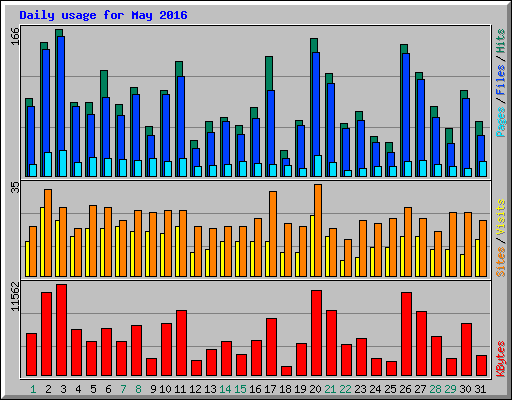 Daily usage for May 2016
166
Pages / Files / Hits
35
Sites / Visits
11562
KBytes
1 2 3 4 5 6 7 8 9 10 11 12 13 14 15 16 17 18 19 20 21 22 23 24 25 26 27 28 29 30 31